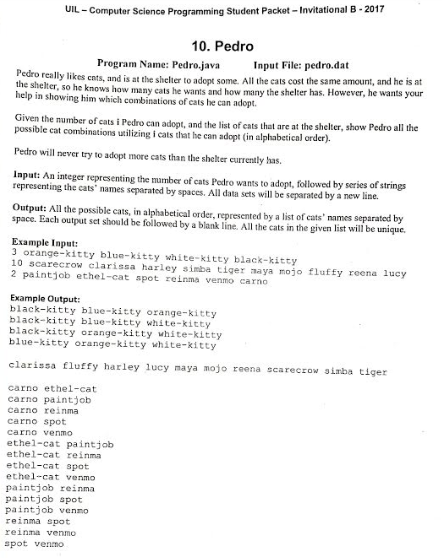 UIL – Computer Science Programming Student Packet – Invitational B - 2017
10. Pedro
Program Name: Pedro.java Input File: pedro.dat
Pedro really likes cats, and is at the shelter to adopt some. All the cats cost the same amount, and he is at
the shelter, so he knows how many cats he wants and how many the shelter has. However, he wants your
help in showing him which combinations of cats he can adopt.
Given the number of cats i Pedro can adopt, and the list of cats that are at the shelter, show Pedro all the
possible cat combinations utilizing i cats that he can adopt (in alphabetical order).
Pedro will never try to adopt more cats than the shelter currently has.
Input: An integer representing the number of cats Pedro wants to adopt, followed by series of strings
representing the cats' names separated by spaces. All data sets will be separated by a new line.
Output: All the possible cats, in alphabetical order, represented by a list of cats' names separated by
space. Each output set should be followed by a blank line. All the cats in the given list will be unique.
Example Input:
3 orange-kitty blue-kitty white-kitty black-kitty
10 scarecrow clarissa harley simba tiger maya mojo fluffy reena lucy
2 paintjob ethel-cat spot reinma venmo carno
Example Output:
black-kitty blue-kitty orange-kitty
black-kitty blue-kitty white-kitty
black-kitty orange-kitty white-kitty
blue-kitty orange-kitty white-kitty
clarissa fluffy harley lucy maya mojo reena scarecrow simba tiger
carno ethel-cat
carno paintjob
carno reinma
carno spot
carno venmo
ethel-cat paintjob
ethel-cat reinma
ethel-cat spot
ethel-cat venmo
paintjob reinma
paintjob spot
paintjob venmo
reinma spot
reinma venmo
spot venmo